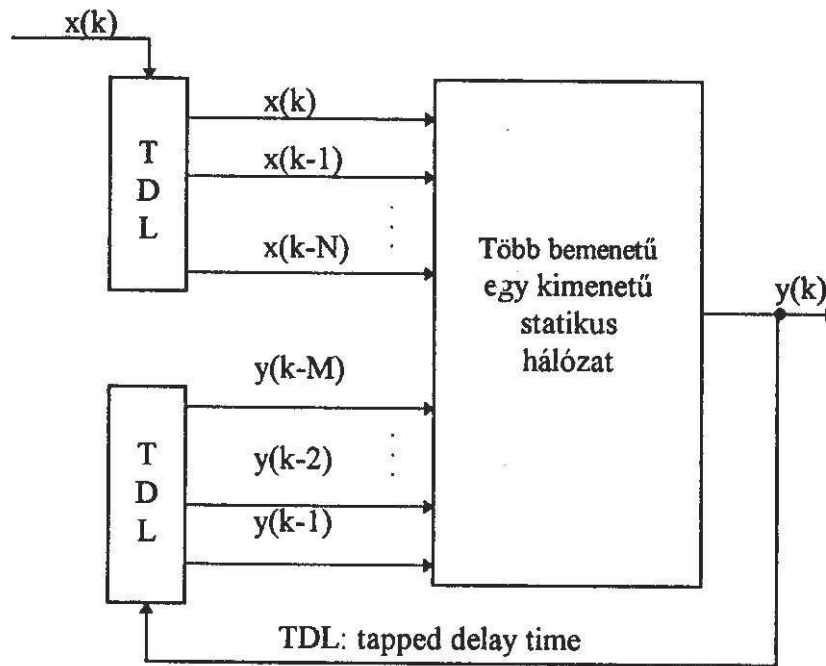 x(k)
T
D
L
x(k)
x(k-1)
x(k-N)
Több bemenetű
egy kimenetű
statikus
hálózat
y(k)
T
D
L
y(k-M)
y(k-2)
y(k-1)
TDL: tapped delay time